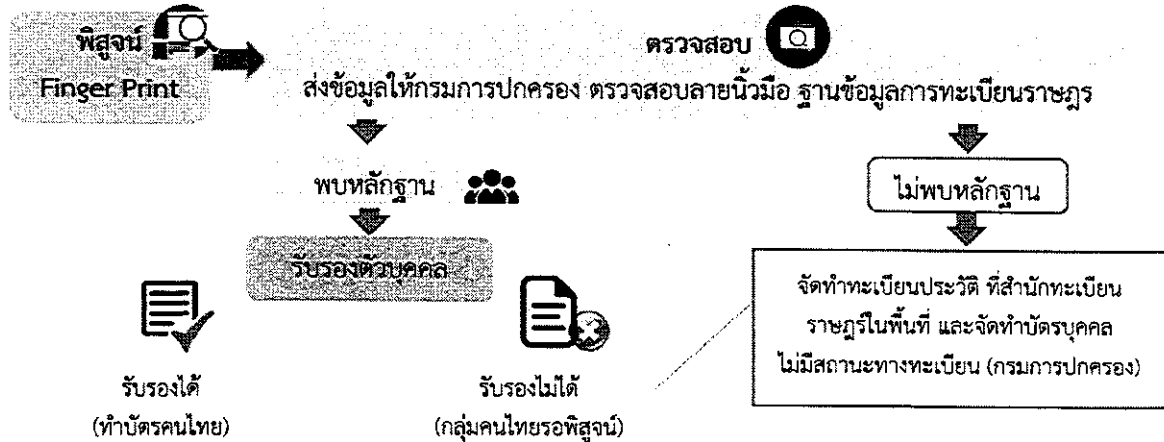 พิสูจน์
Finger Print
ตรวจสอบ
ส่งข้อมูลให้กรมการปกครอง ตรวจสอบลายนิ้วมือ ฐานข้อมูลการทะเบียนราษฎร
พบหลักฐาน
ไม่พบหลักฐาน
รับรองตัวบุคคล
รับรองได้
(ทำบัตรคนไทย)
รับรองไม่ได้
(กลุ่มคนไทยรอพิสูจน์)
จัดทำทะเบียนประวัติ ที่สำนักทะเบียน
ราษฎรในพื้นที่ และจัดทำบัตรบุคคล
ไม่มีสถานะทางทะเบียน (กรมการปกครอง)